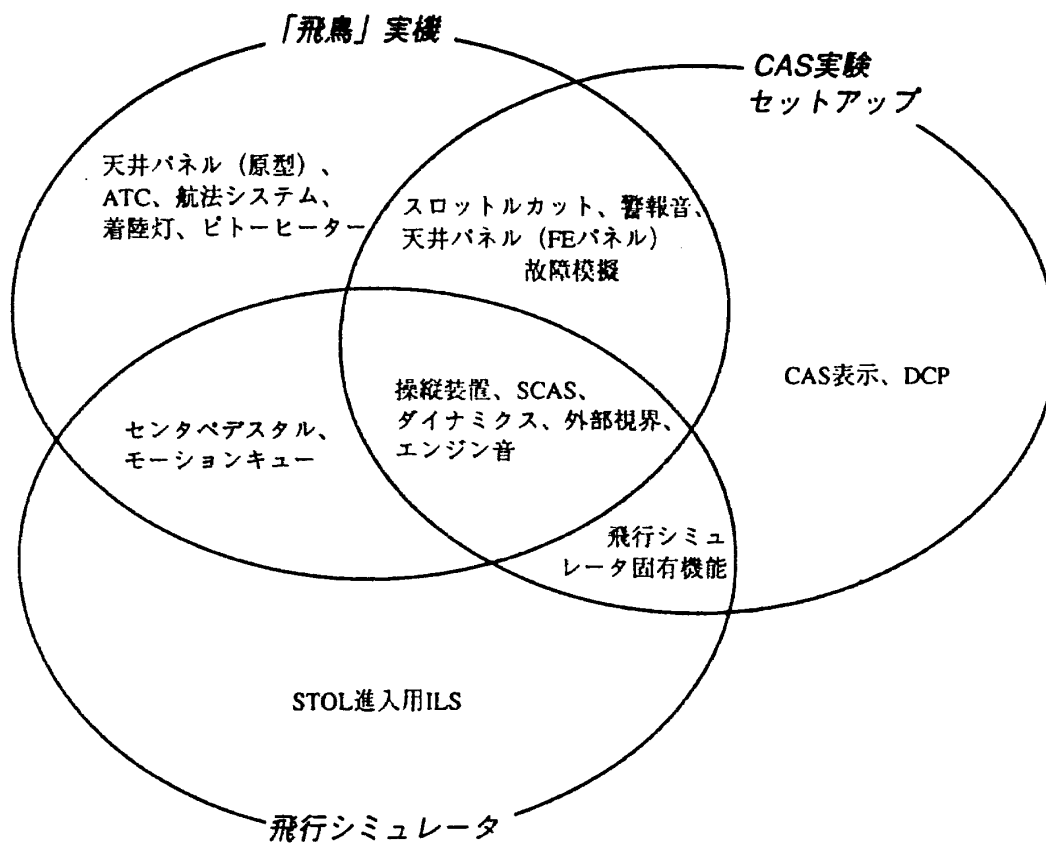 「飛鳥」実機
CAS実験
セットアップ
天井パネル（原型）、
ATC、航法システム、
着陸灯、ピトーヒーター
スロットルカット、警報音、
天井パネル（FEパネル）
故障模擬
CAS表示、DCP
操縦装置、SCAS、
ダイナミクス、外部視界、
エンジン音
センタペデスタル、
モーションキュー
飛行シミュ
レータ固有機能
STOL進入用ILS
飛行シミュレータ